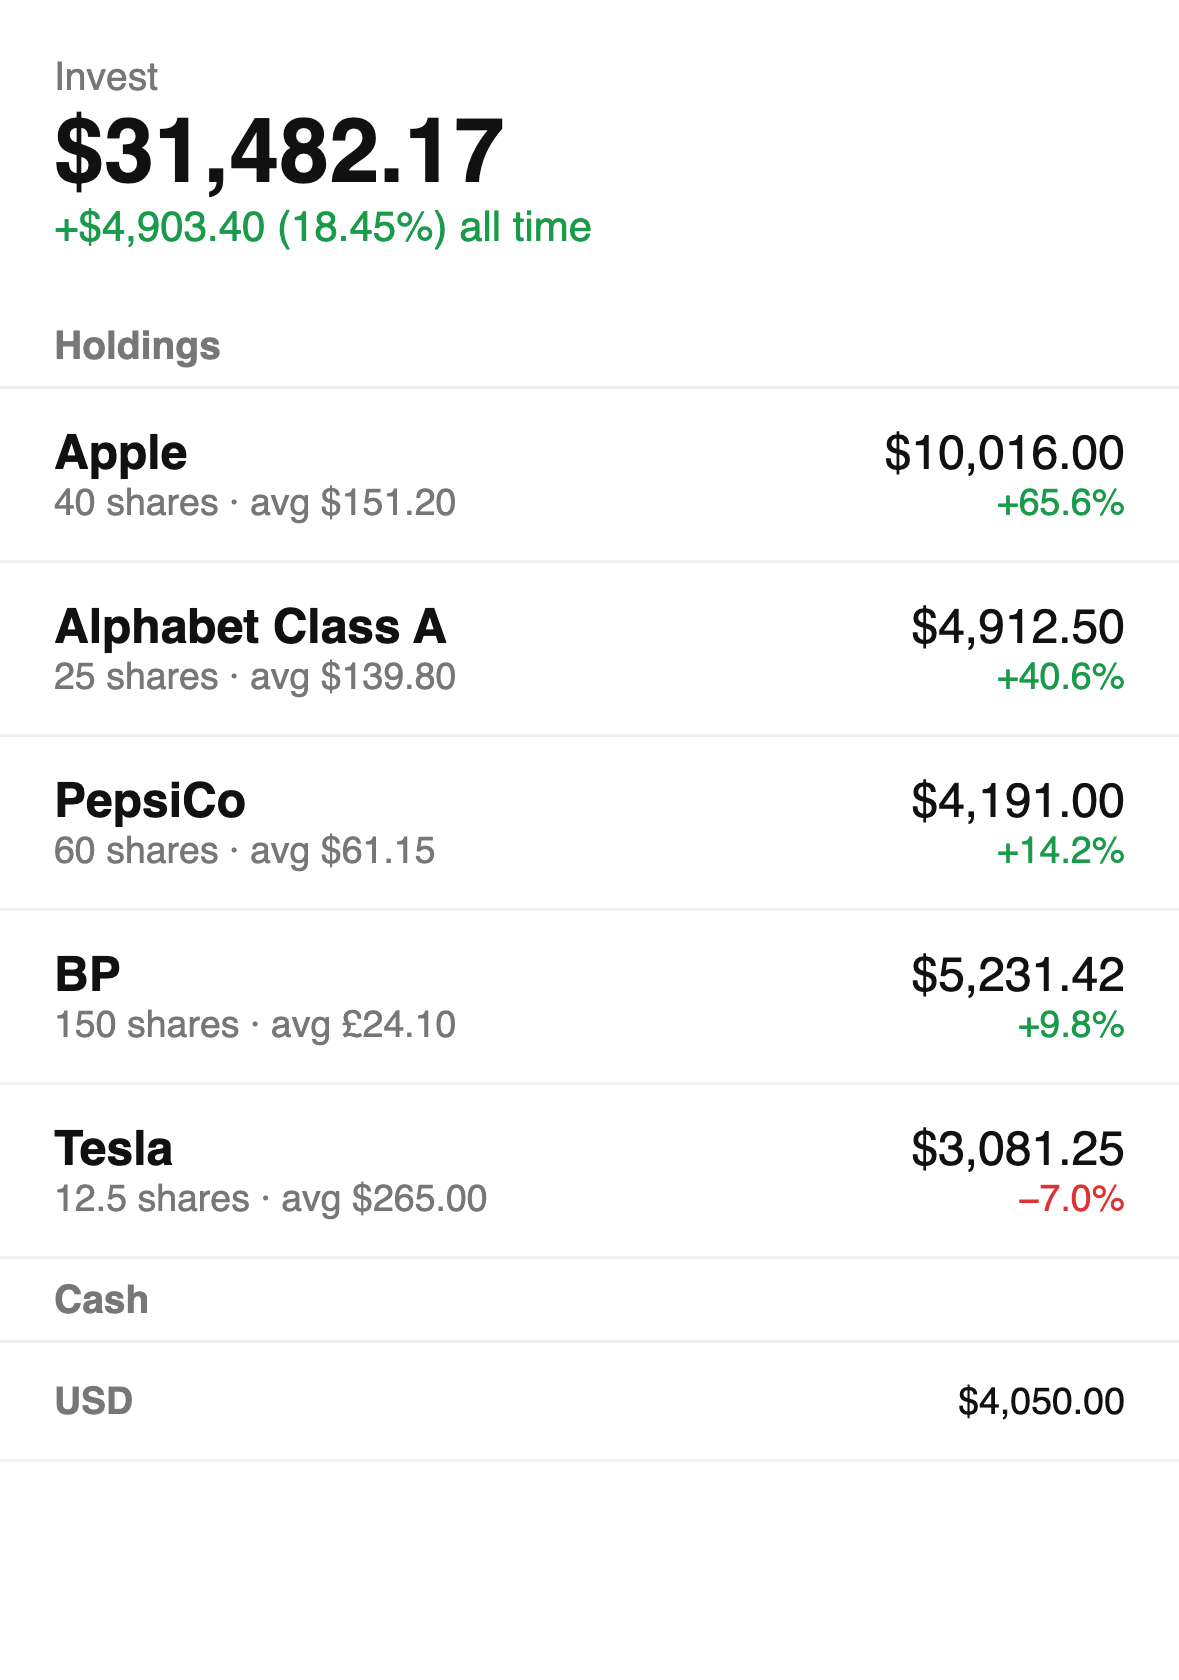 Invest
$31,482.17
+$4,903.40 (18.45%) all time
Holdings
Apple $10,016.00
40 shares · avg $151.20 +65.6%
Alphabet Class A $4,912.50
25 shares · avg $139.80 +40.6%
PepsiCo $4,191.00
60 shares · avg $61.15 +14.2%
BP $5,231.42
150 shares · avg £24.10 +9.8%
Tesla $3,081.25
12.5 shares · avg $265.00 −7.0%
Cash
USD $4,050.00